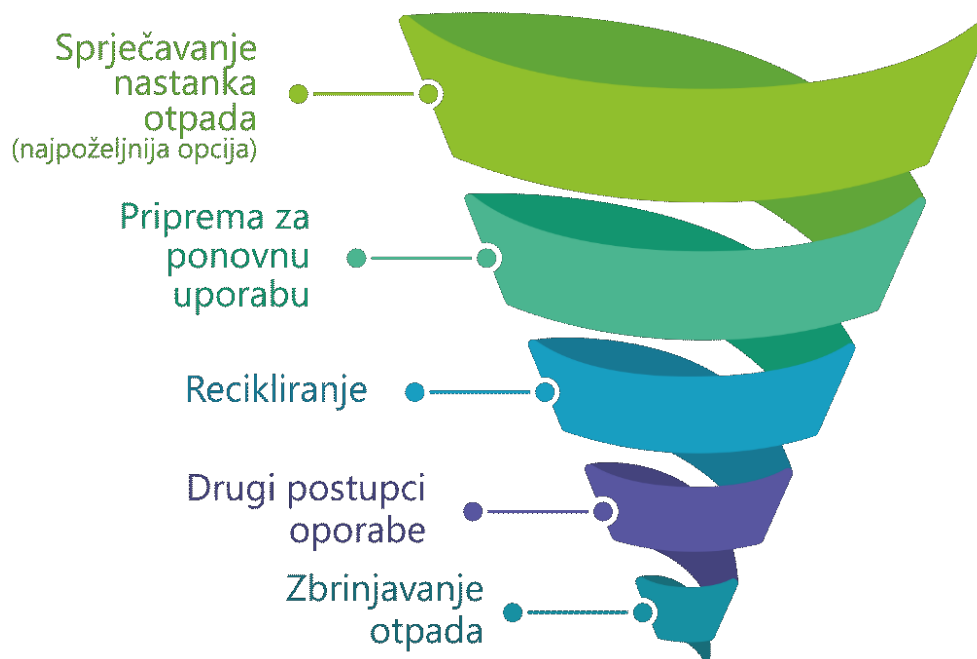 Sprječavanje
nastanka
otpada
(najpoželjnija opcija)
Priprema za
ponovnu
uporabu
Recikliranje
Drugi postupci
oporabe
Zbrinjavanje
otpada